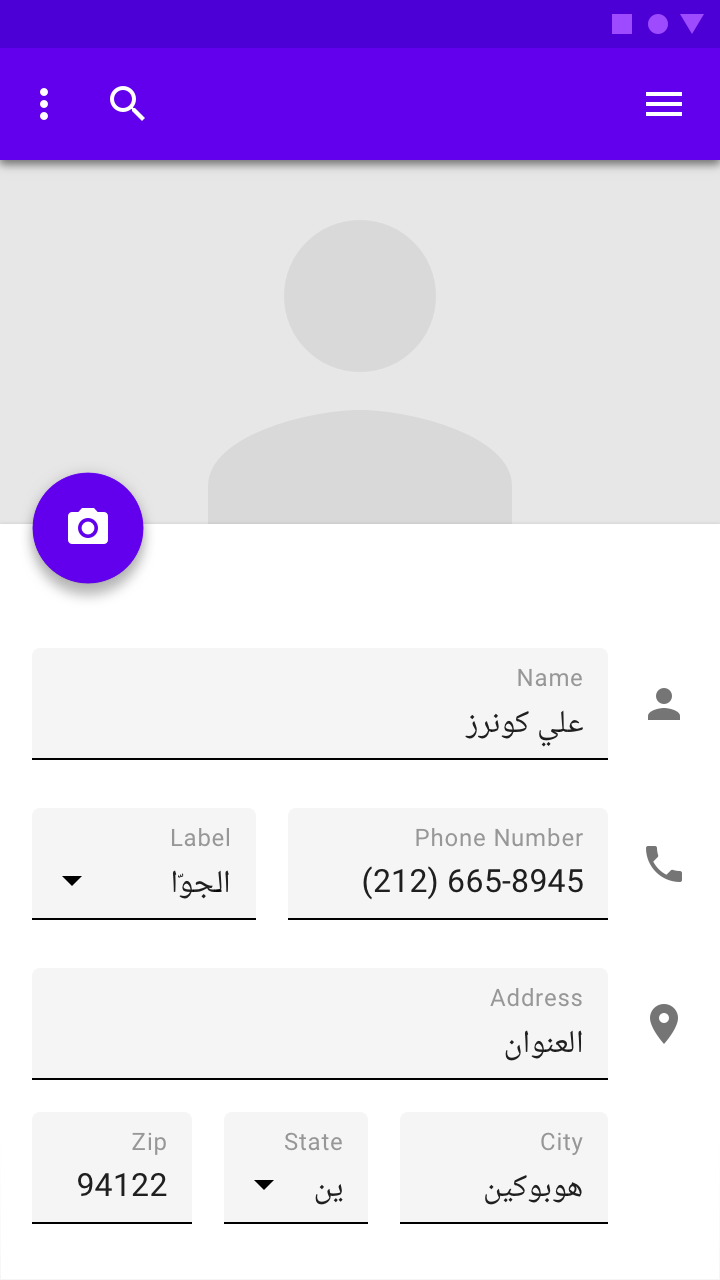 Name
علي كونرز
Phone Number
(212) 665-8945
Label
الجوّا
Address
العنوان
City
هوبوكين
State
ين
Zip
94122